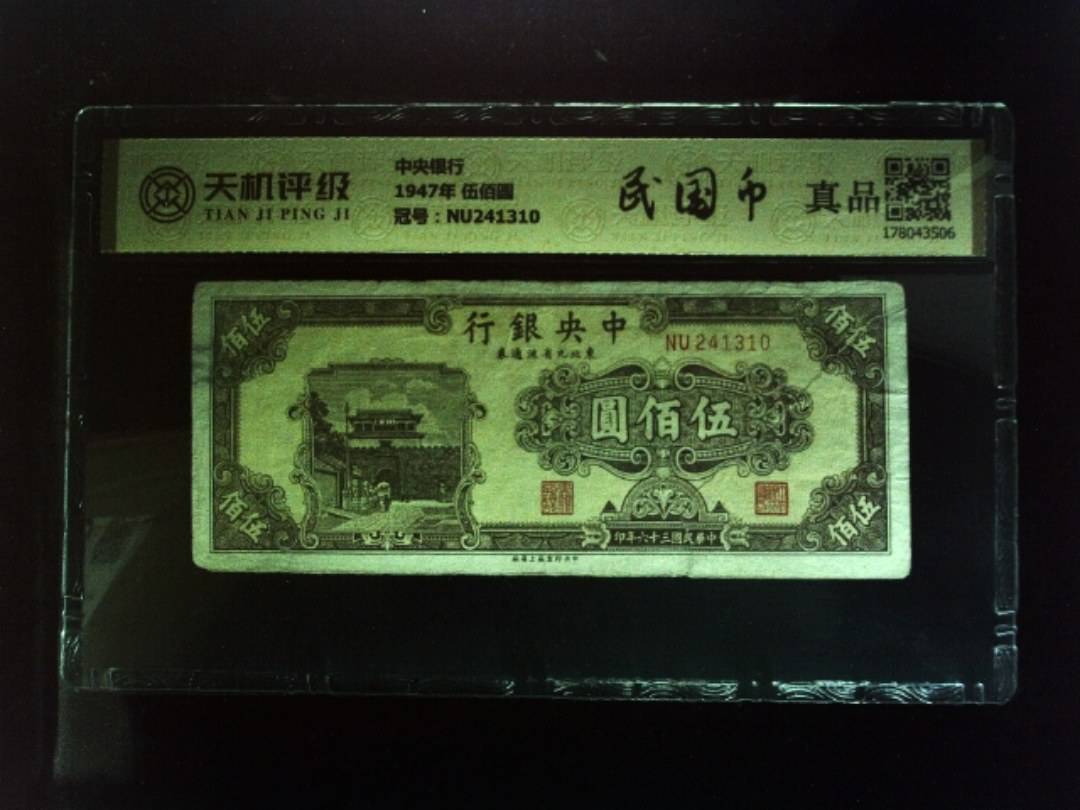 天机评级
TIAN JI PING JI
中央银行
1947年 伍佰圓
冠号：NU241310
民国币
真品
178043506
伍佰
伍佰
中央銀行
NU241310
東北九省流通券
伍佰圓
伍佰
伍佰
中華民國三十六年印